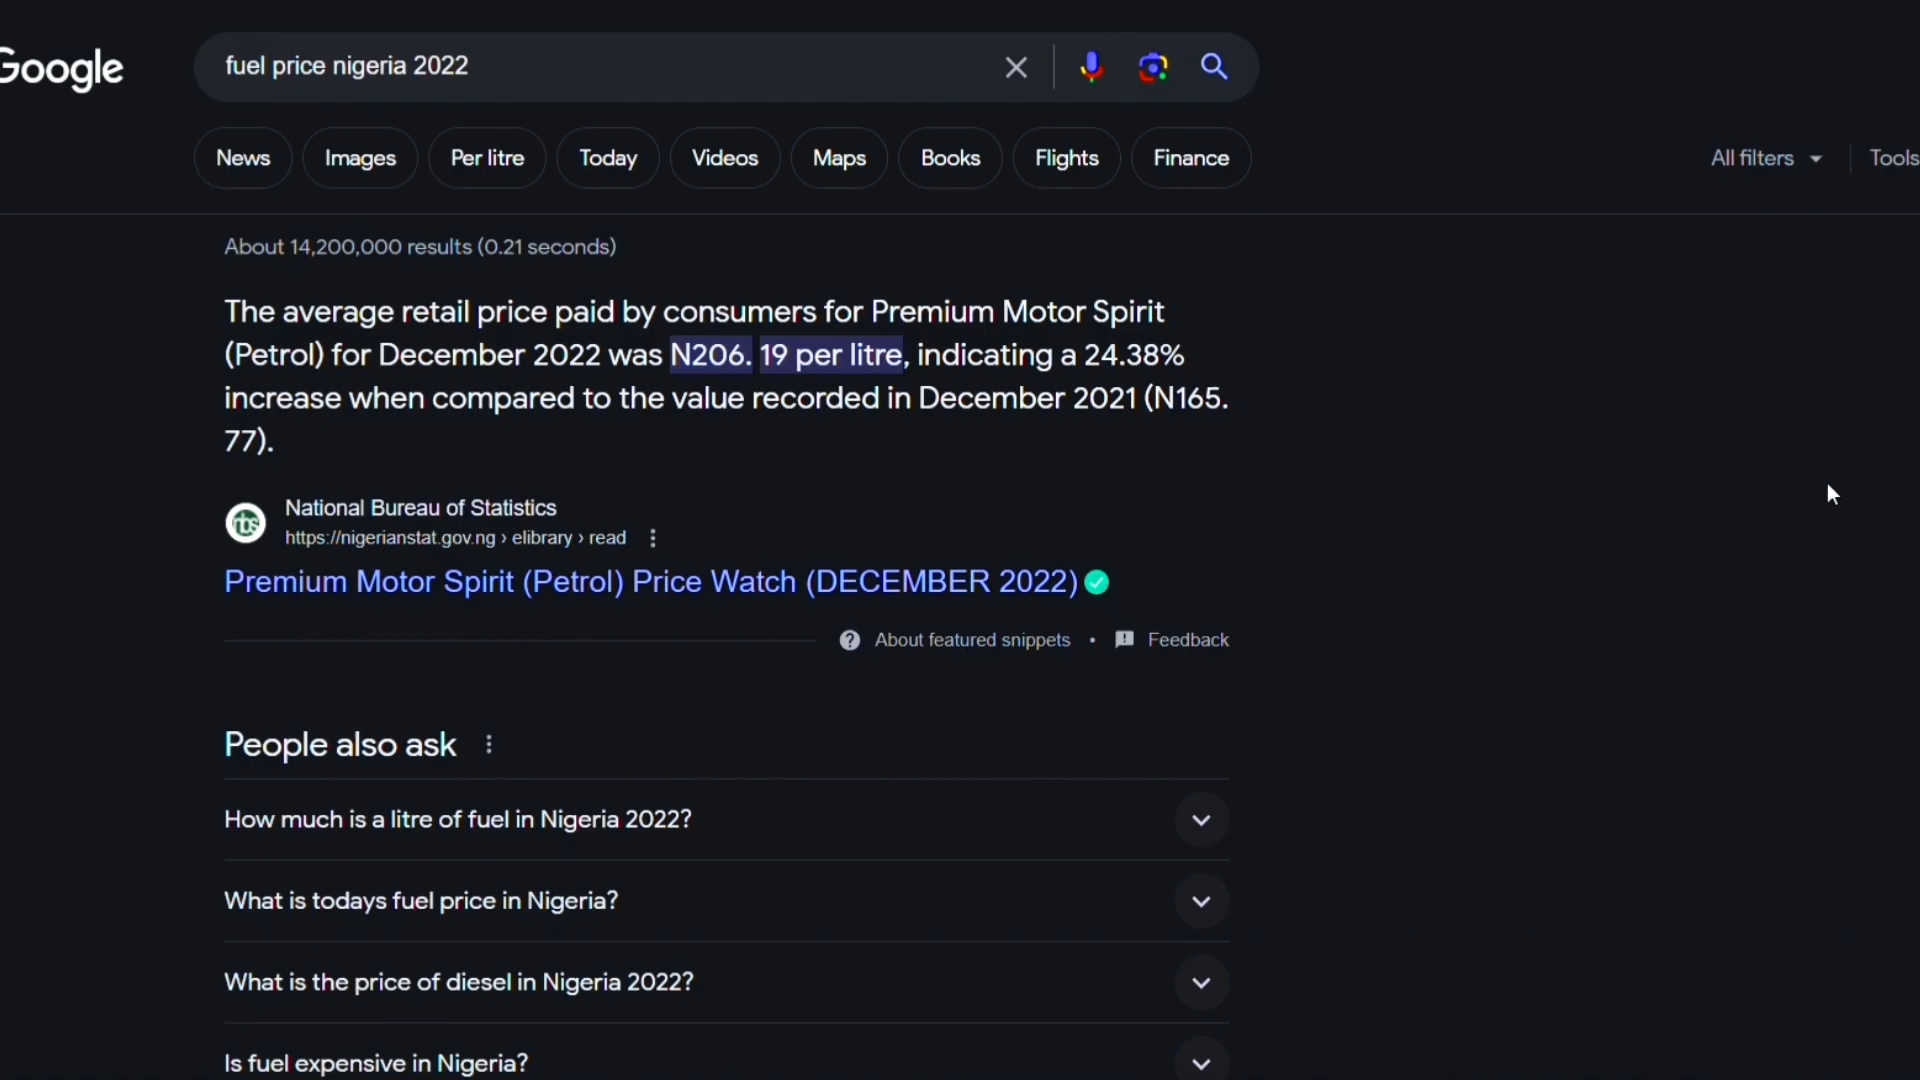 Google
fuel price nigeria 2022
News Images Per litre Today Videos Maps Books Flights Finance All filters Tools
About 14,200,000 results (0.21 seconds)
The average retail price paid by consumers for Premium Motor Spirit
(Petrol) for December 2022 was N206. 19 per litre, indicating a 24.38%
increase when compared to the value recorded in December 2021 (N165.
77).
nbs
National Bureau of Statistics
https://nigerianstat.gov.ng › elibrary › read
Premium Motor Spirit (Petrol) Price Watch (DECEMBER 2022)
About featured snippets • Feedback
People also ask
How much is a litre of fuel in Nigeria 2022?
What is todays fuel price in Nigeria?
What is the price of diesel in Nigeria 2022?
Is fuel expensive in Nigeria?